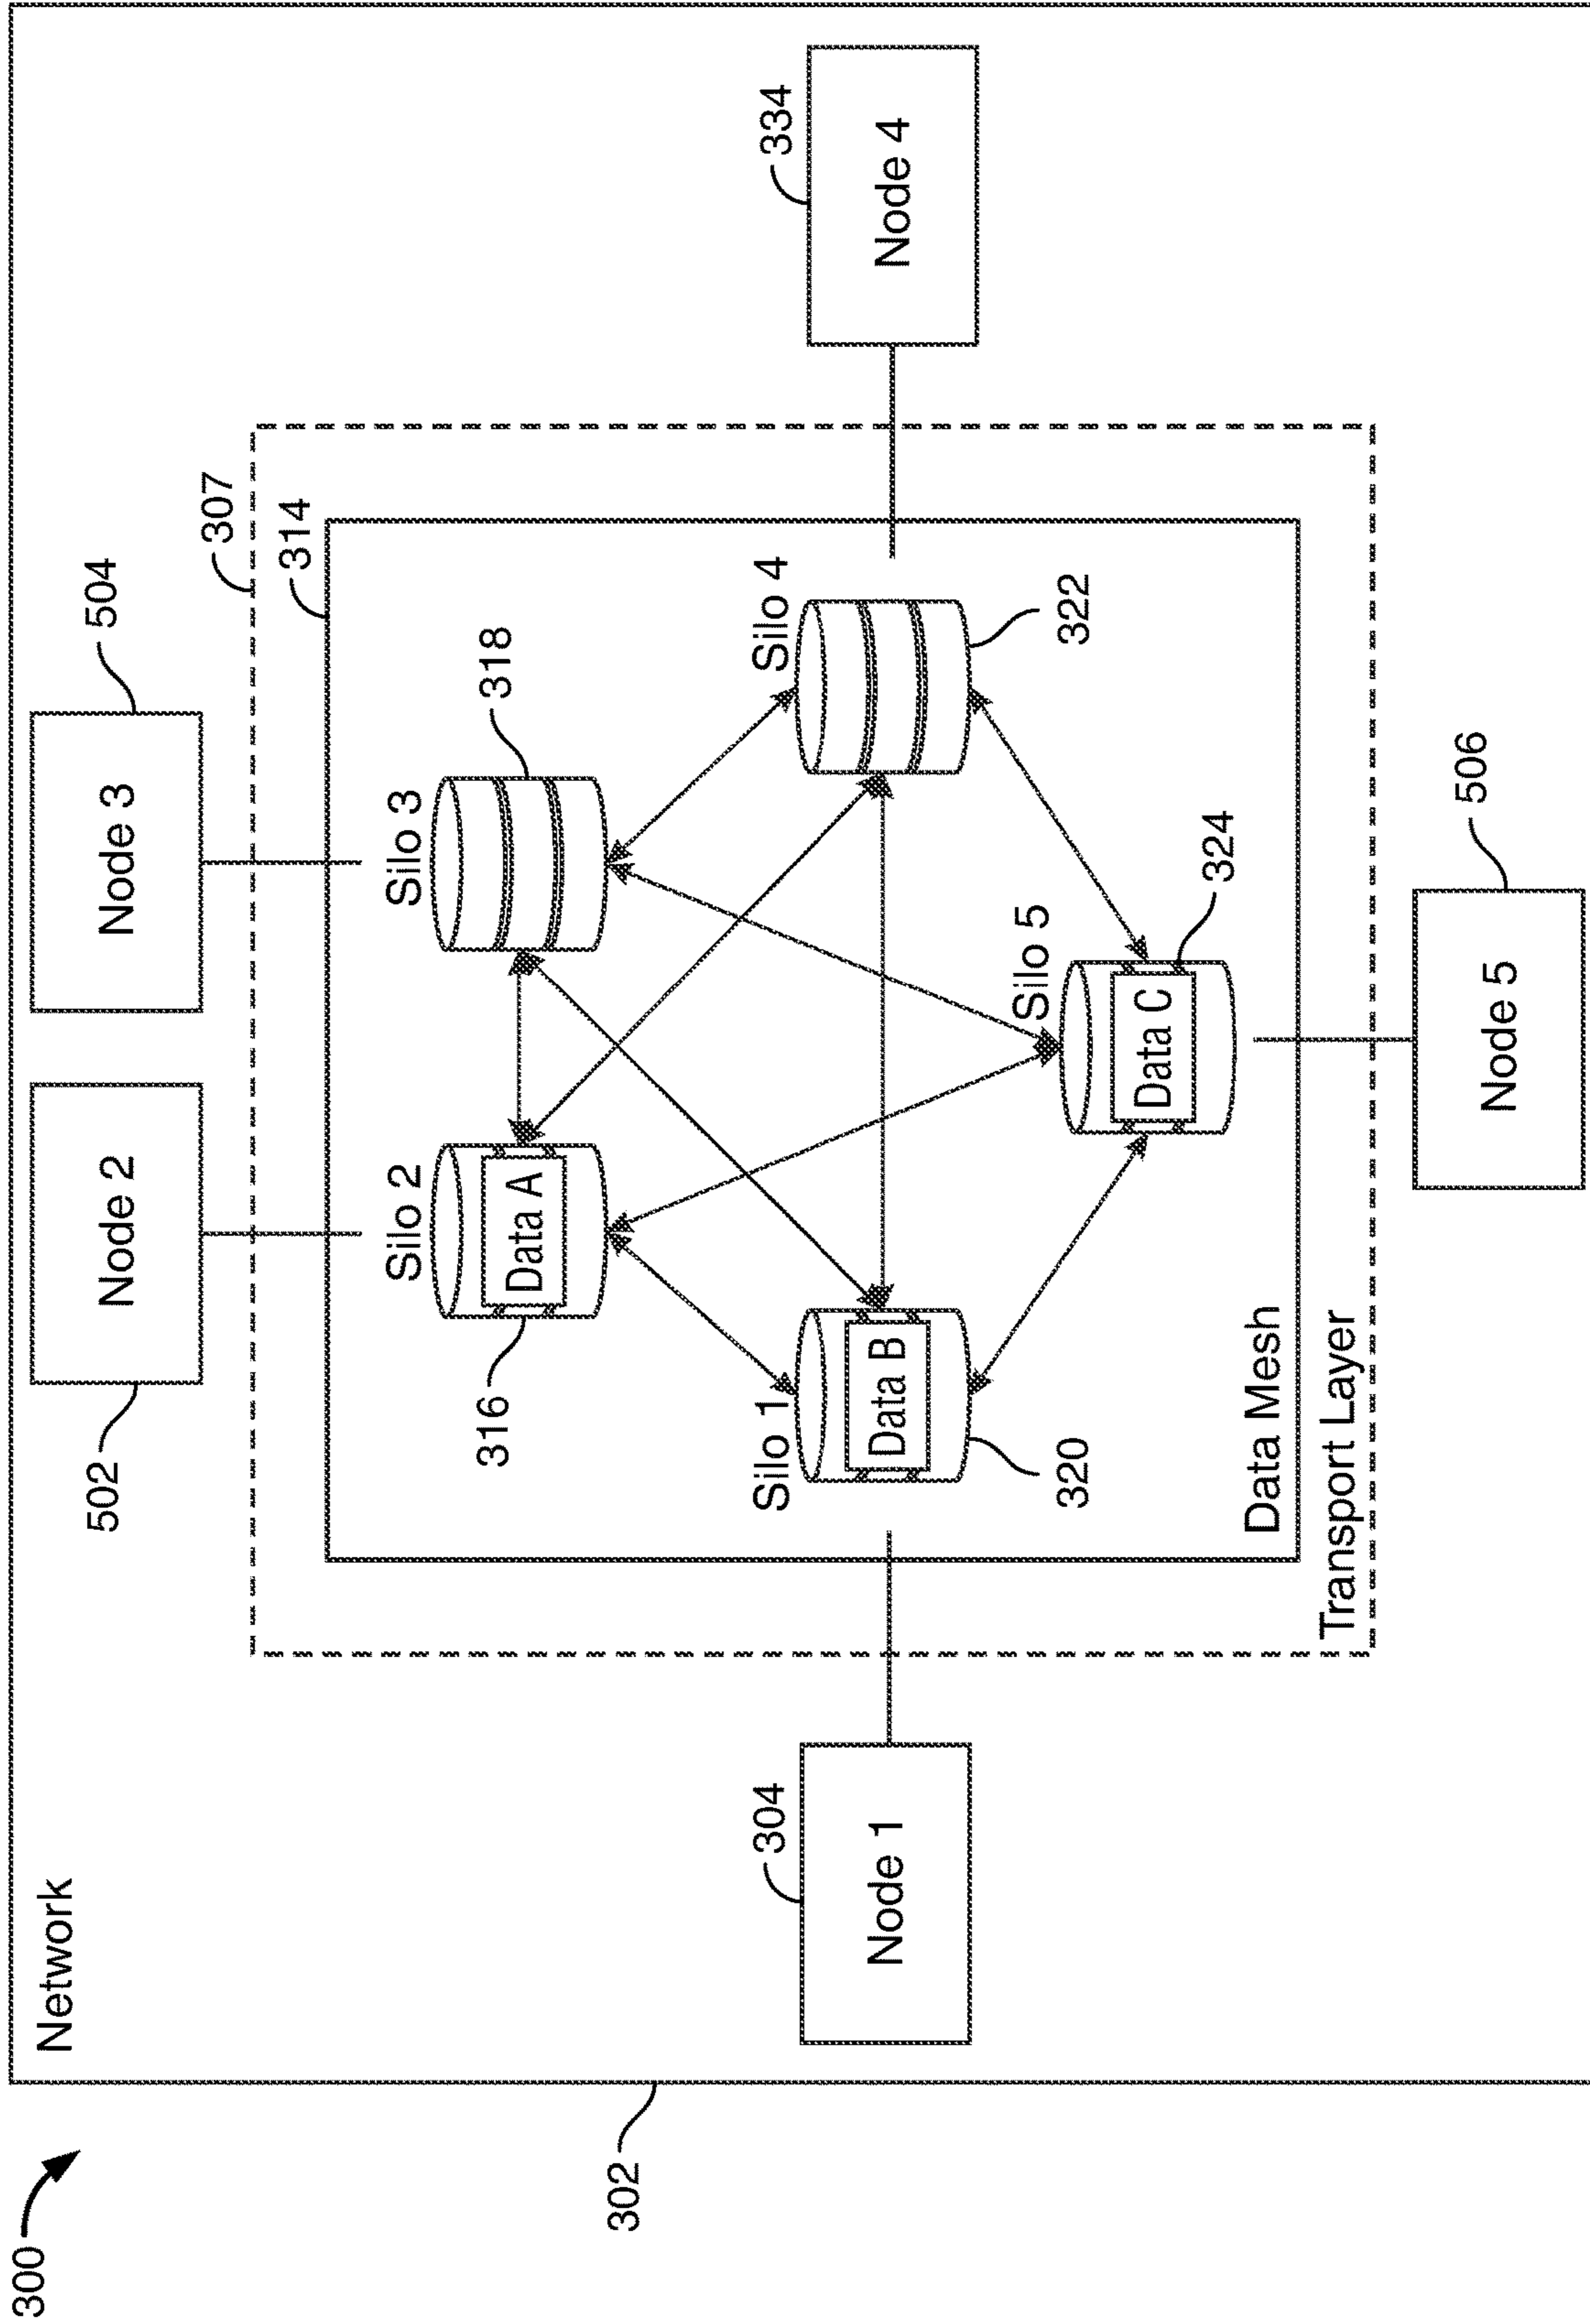 300
302
Network
Node 2
502
Node 3
504
307
314
Silo 2
Data A
316
Silo 3
318
Node 1
304
Silo 1
Data B
320
Silo 4
322
Node 4
334
Silo 5
Data C
324
Data Mesh
Transport Layer
Node 5
506